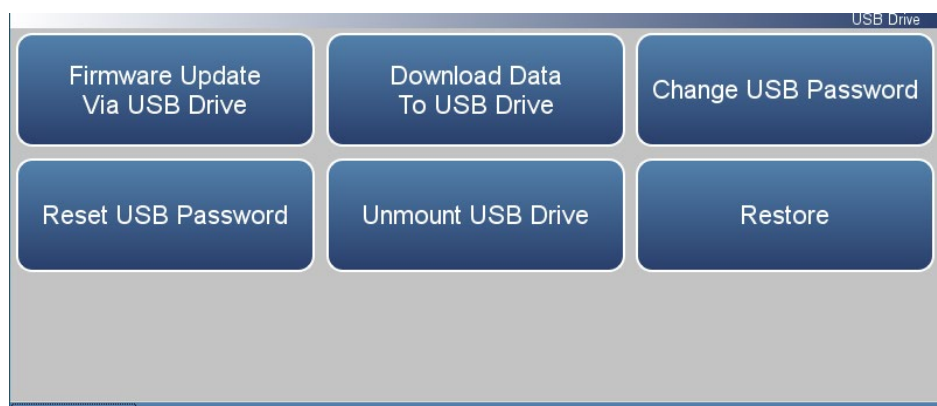 USB Drive
Firmware Update
Via USB Drive
Download Data
To USB Drive
Change USB Password
Reset USB Password
Unmount USB Drive
Restore